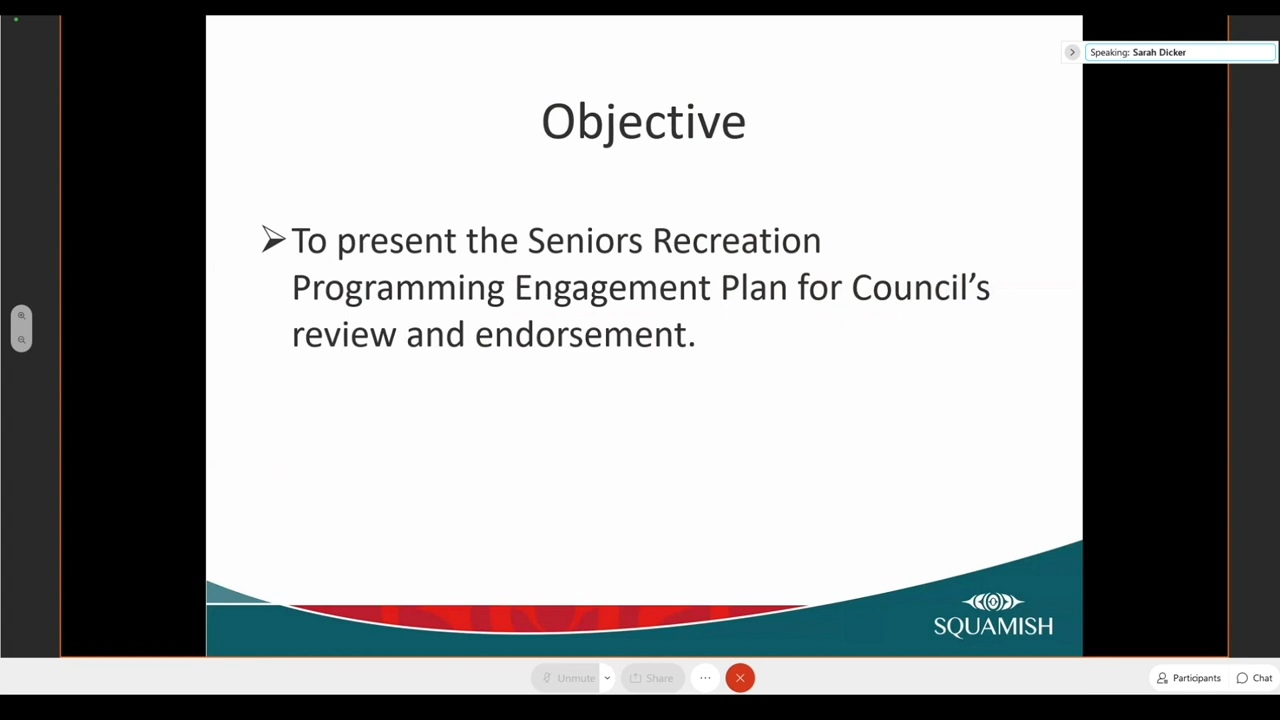 Speaking: Sarah Dicker
Objective
To present the Seniors Recreation
Programming Engagement Plan for Council’s
review and endorsement.
SQUAMISH
Unmute
Share
Participants
Chat